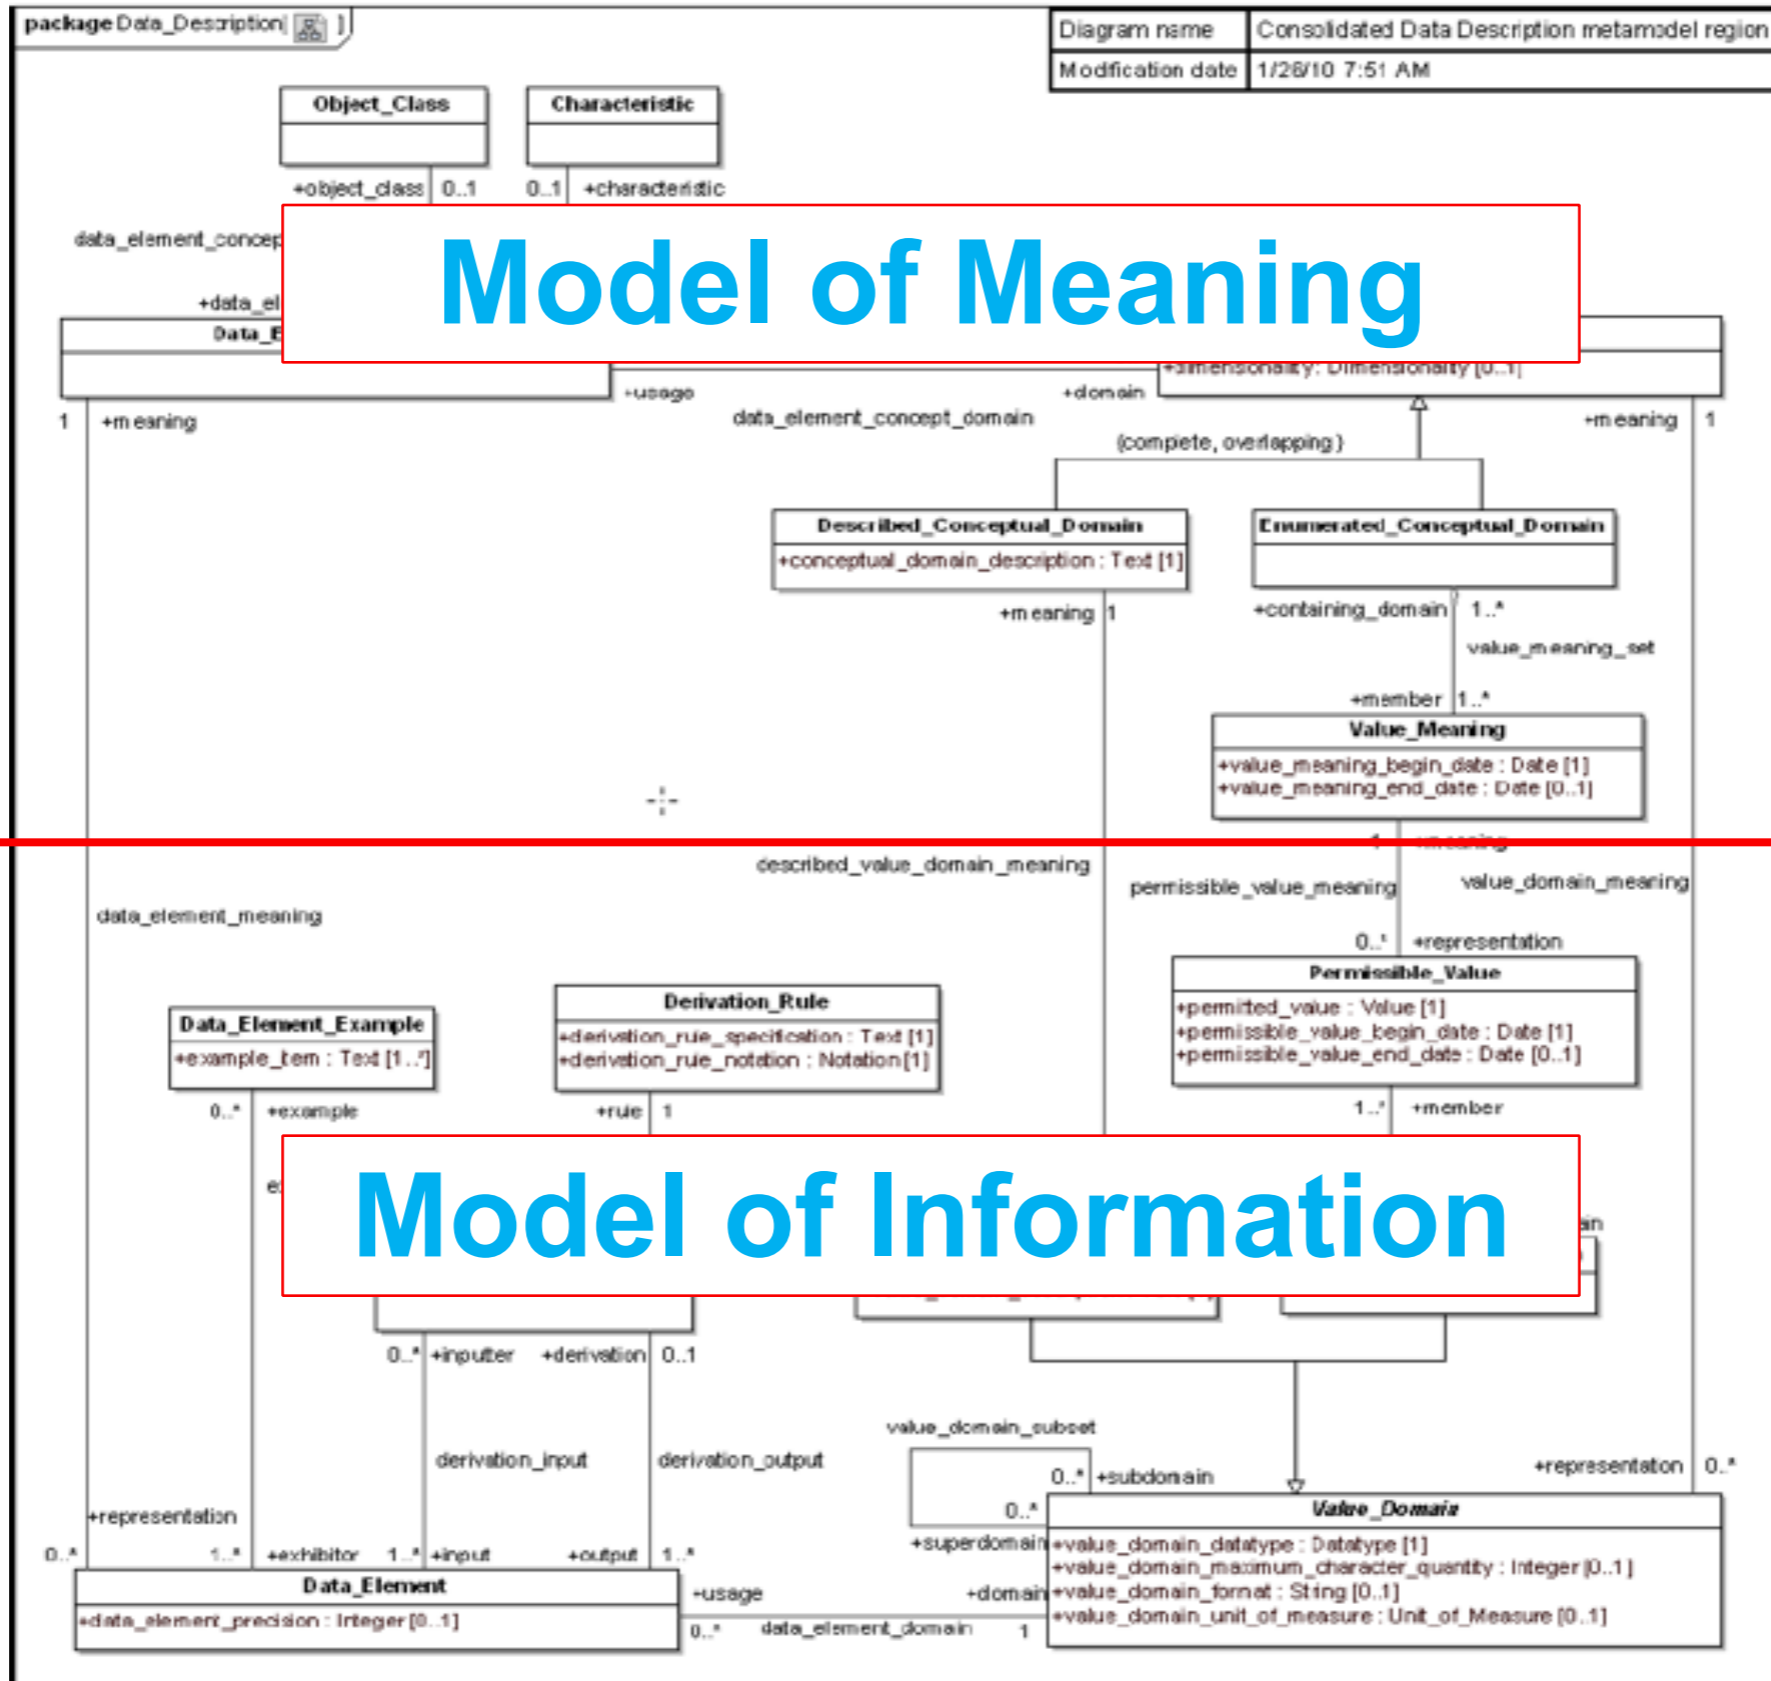 package Data_Description[ ]
Diagram name Consolidated Data Description metamodel region
Modification date 1/28/10 7:51 AM
Object_Class
Characteristic
+object_class 0..1
0..1 +characteristic
Model of Meaning
+usage
+domain
+dimensionality: Dimensionality [0..1]
1 +meaning
data_element_concept_domain
+meaning 1
{complete, overlapping }
Described_Conceptual_Domain
+conceptual_domain_description : Text [1]
Enumerated_Conceptual_Domain
+meaning 1
+containing_domain 1..*
value_meaning_set
+member 1..*
Value_Meaning
+value_meaning_begin_date : Date [1]
+value_meaning_end_date : Date [0..1]
1 +meaning
described_value_domain_meaning
permissible_value_meaning
value_domain_meaning
data_element_meaning
0..* +representation
Permissible_Value
+permitted_value : Value [1]
+permissible_value_begin_date : Date [1]
+permissible_value_end_date : Date [0..1]
Data_Element_Example
+example_item : Text [1..*]
Derivation_Rule
+derivation_rule_specification : Text [1]
+derivation_rule_notation : Notation [1]
0..* +example
+rule 1
1..* +member
Model of Information
0..* +inputter
+derivation 0..1
derivation_input
derivation_output
value_domain_subset
0..* +subdomain
0..*
+superdomain
+representation 0..*
+representation
0..*
1..* +exhibitor
1..* +input
+output 1..*
Data_Element
+data_element_precision : Integer [0..1]
+usage
0..*
data_element_domain
+domain
1
Value_Domain
+value_domain_datatype : Datatype [1]
+value_domain_maximum_character_quantity : Integer [0..1]
+value_domain_format : String [0..1]
+value_domain_unit_of_measure : Unit_of_Measure [0..1]